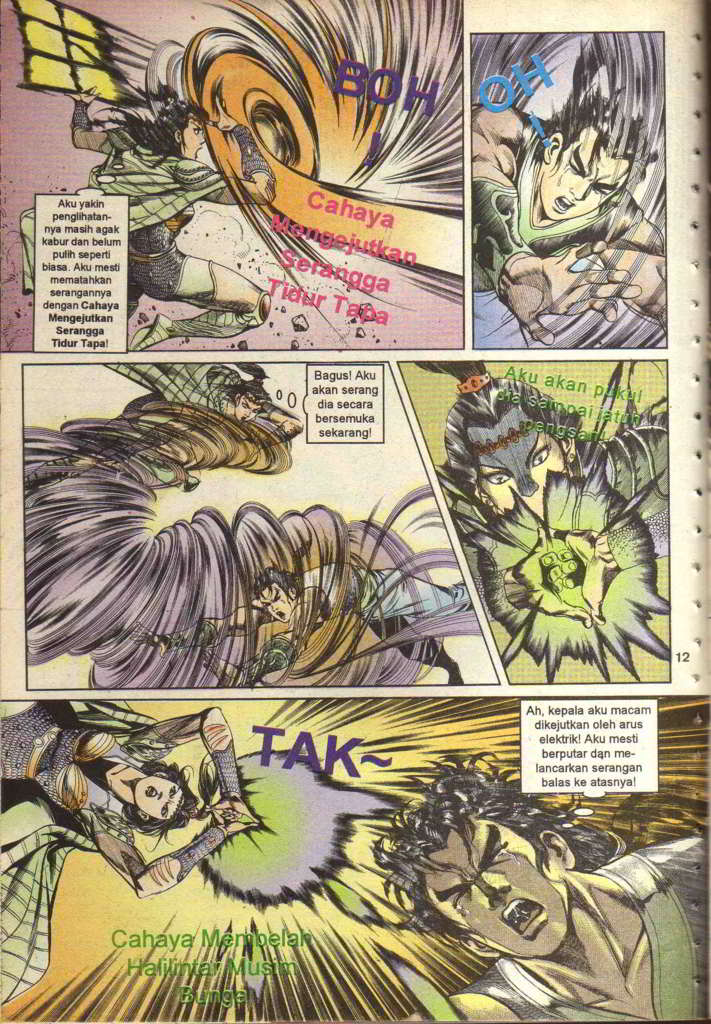 BOH
!
Aku yakin
penglihatan-
nya masih agak
kabur dan belum
pulih seperti
biasa. Aku mesti
mematahkan
serangannya
dengan Cahaya
Mengejutkan
Serangga
Tidur Tapa!
Cahaya
Mengejutkan
Serangga
Tidur Tapa
OH
!
Bagus! Aku
akan serang
dia secara
bersemuka
sekarang!
Aku akan pukul
dia sampai jatuh
pengsan!
12
TAK~
Ah, kepala aku macam
dikejutkan oleh arus
elektrik! Aku mesti
berputar dan me-
lancarkan serangan
balas ke atasnya!
Cahaya Membelah
Halilintar Musim
Bunga